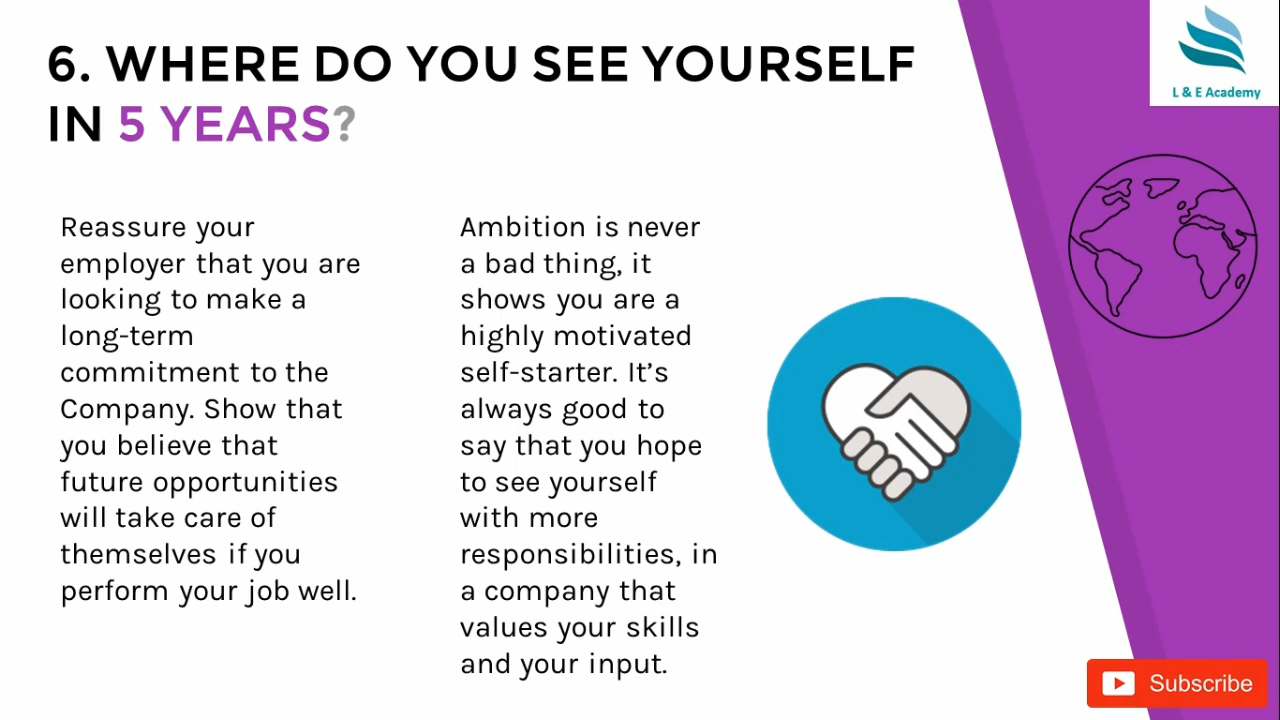 6. WHERE DO YOU SEE YOURSELF
IN 5 YEARS?
L & E Academy
Reassure your
employer that you are
looking to make a
long-term
commitment to the
Company. Show that
you believe that
future opportunities
will take care of
themselves if you
perform your job well.
Ambition is never
a bad thing, it
shows you are a
highly motivated
self-starter. It’s
always good to
say that you hope
to see yourself
with more
responsibilities, in
a company that
values your skills
and your input.
Subscribe